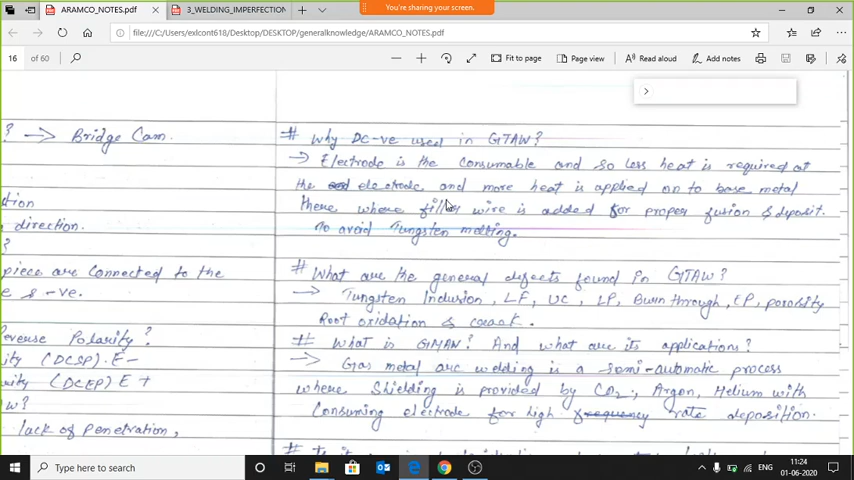 ARAMCO_NOTES.pdf
3_WELDING_IMPERFECTION
You're sharing your screen.
file:///C:/Users/exlcont618/Desktop/DESKTOP/generalknowledge/ARAMCO_NOTES.pdf
16 of 60
Fit to page
Page view
Read aloud
Add notes
? → Bridge Cam.
tion
direction.
?
piece are connected to the
e & -ve.
everse Polarity?
ity (DCSP). E-
rity (DCEP) E+
w?
lack of penetration,
# Why DC-ve used in GTAW?
→ Electrode is the consumable and so less heat is required at
the electrode and more heat is applied on to base metal
there where filler wire is added for proper fusion & deposit.
To avoid Tungsten melting.
# What are the general defects found in GTAW?
→ Tungsten Inclusion, LF, UC, LP, Burn through, EP, porosity
Root oxidation & crack.
# What is GMAW? And what are its applications?
→ Gas metal arc welding is a semi-automatic process
where Shielding is provided by CO2, Argon, Helium with
Consuming electrode for high frequency rate deposition.
Type here to search
ENG
11:24
01-06-2020